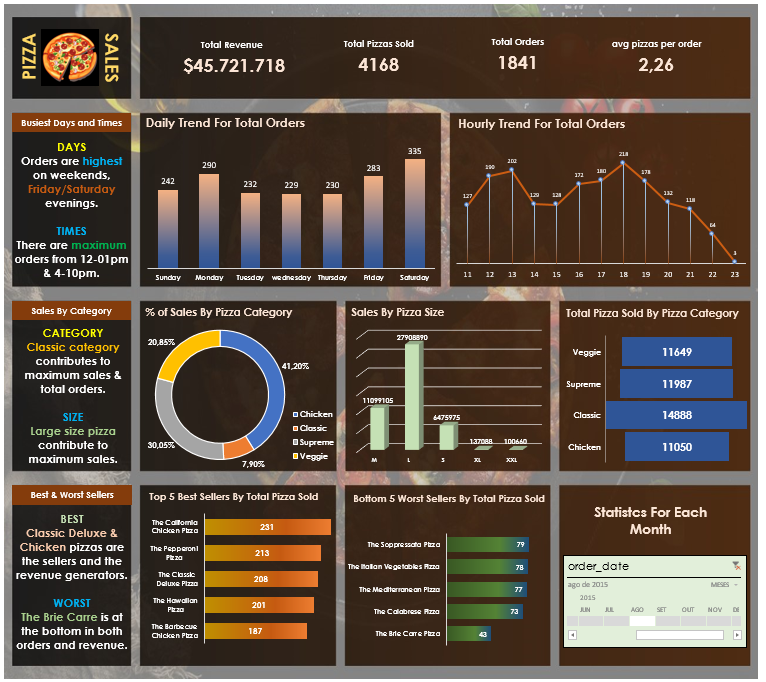 PIZZA
SALES
Total Revenue
$45.721.718
Total Pizzas Sold
4168
Total Orders
1841
avg pizzas per order
2,26
Busiest Days and Times
DAYS
Orders are highest
on weekends,
Friday/Saturday
evenings.
TIMES
There are maximum
orders from 12-01pm
& 4-10pm.
Daily Trend For Total Orders
242
290
232
229
230
283
335
Sunday
Monday
Tuesday
wednesday
Thursday
Friday
Saturday
Hourly Trend For Total Orders
127
190
202
129
128
172
180
218
178
132
118
64
3
11
12
13
14
15
16
17
18
19
20
21
22
23
Sales By Category
CATEGORY
Classic category
contributes to
maximum sales &
total orders.
SIZE
Large size pizza
contribute to
maximum sales.
% of Sales By Pizza Category
20,85%
41,20%
30,05%
7,90%
Chicken
Classic
Supreme
Veggie
Sales By Pizza Size
11099105
27908890
6475975
137088
100660
M
L
S
XL
XXL
Total Pizza Sold By Pizza Category
Veggie
11649
Supreme
11987
Classic
14888
Chicken
11050
Best & Worst Sellers
BEST
Classic Deluxe &
Chicken pizzas are
the sellers and the
revenue generators.
WORST
The Brie Carre is at
the bottom in both
orders and revenue.
Top 5 Best Sellers By Total Pizza Sold
The California
Chicken Pizza
231
The Pepperoni
Pizza
213
The Classic
Deluxe Pizza
208
The Hawaiian
Pizza
201
The Barbecue
Chicken Pizza
187
Bottom 5 Worst Sellers By Total Pizza Sold
The Soppressata Pizza
79
The Italian Vegetables Pizza
78
The Mediterranean Pizza
77
The Calabrese Pizza
73
The Brie Carre Pizza
43
Statistcs For Each
Month
order_date
ago de 2015
MESES
2015
JUN
JUL
AGO
SET
OUT
NOV
DI